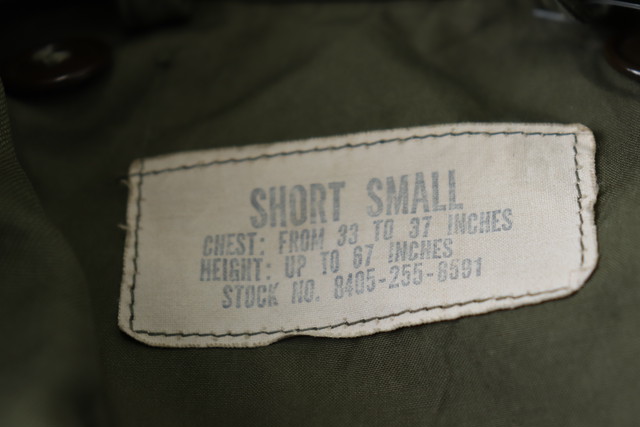 SHORT SMALL
CHEST: FROM 33 TO 37 INCHES
HEIGHT: UP TO 67 INCHES
STOCK NO. 8405-255-8591